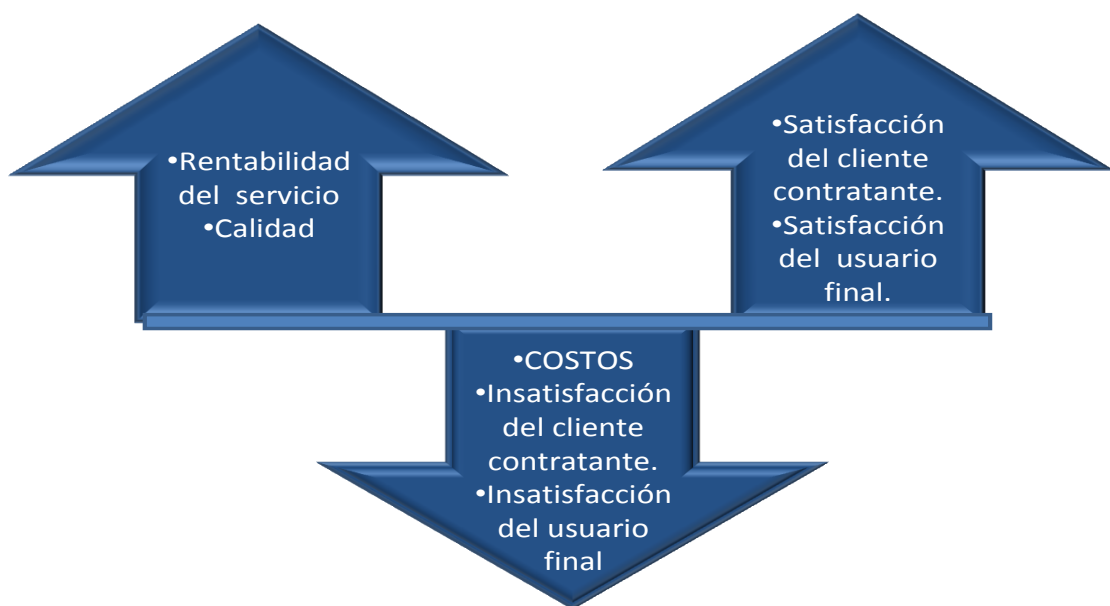 •Rentabilidad
del servicio
•Calidad
•Satisfacción
del cliente
contratante.
•Satisfacción
del usuario
final.
•COSTOS
•Insatisfacción
del cliente
contratante.
•Insatisfacción
del usuario
final